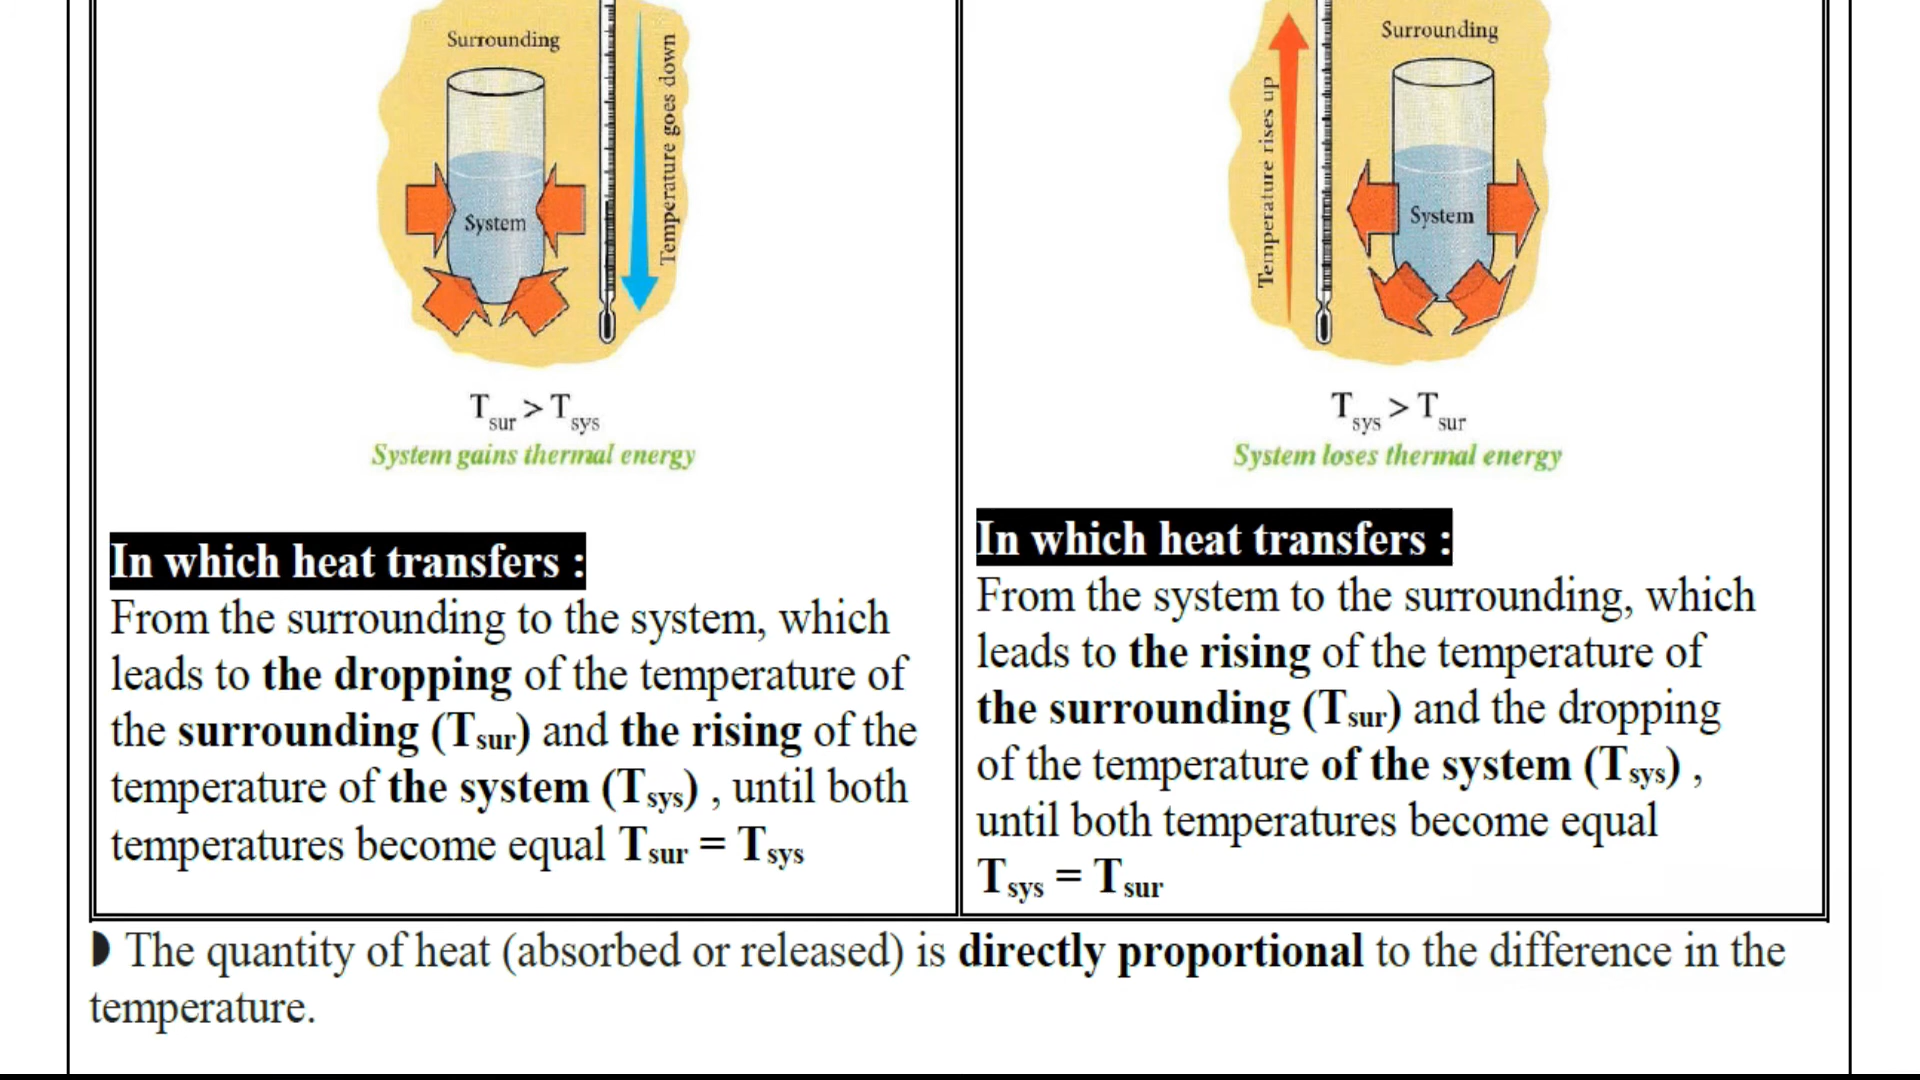 Surrounding
Temperature goes down
System
T sur > T sys
System gains thermal energy
In which heat transfers :
From the surrounding to the system, which
leads to the dropping of the temperature of
the surrounding (Tsur) and the rising of the
temperature of the system (Tsys) , until both
temperatures become equal Tsur = Tsys
Surrounding
Temperature rises up
System
T sys > T sur
System loses thermal energy
In which heat transfers :
From the system to the surrounding, which
leads to the rising of the temperature of
the surrounding (Tsur) and the dropping
of the temperature of the system (Tsys) ,
until both temperatures become equal
Tsys = Tsur
◗ The quantity of heat (absorbed or released) is directly proportional to the difference in the
temperature.